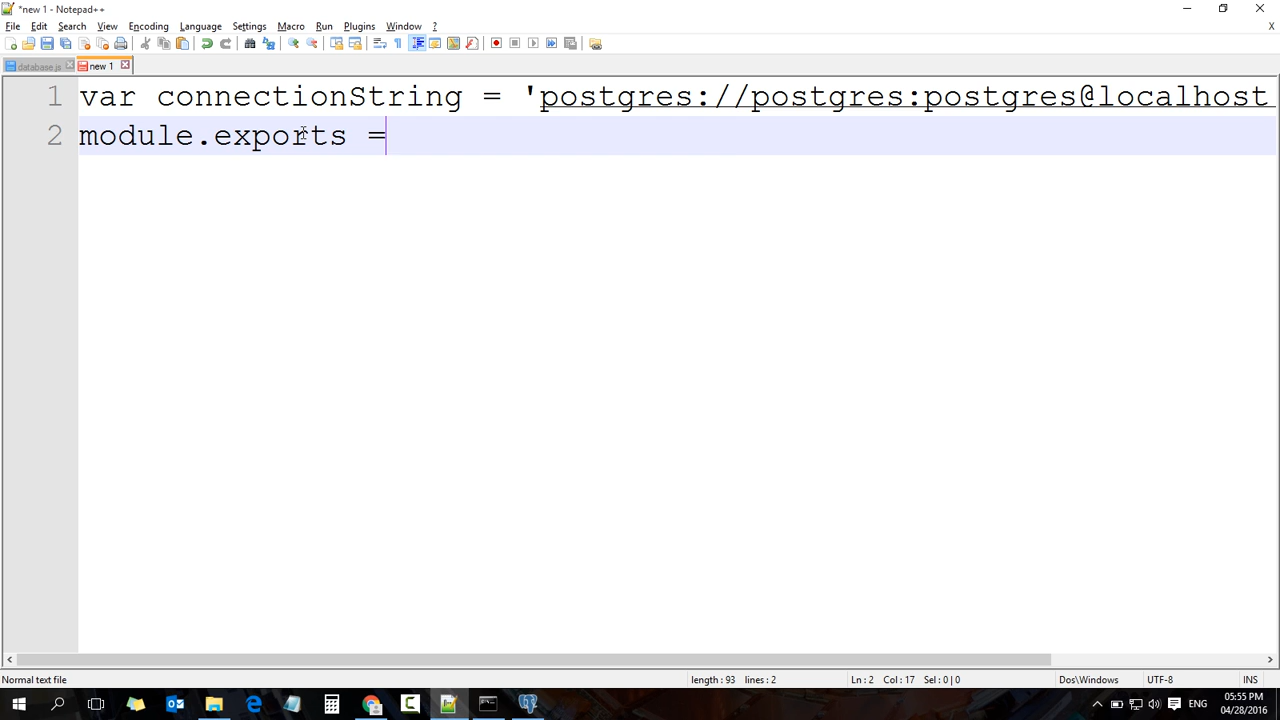 *new 1 - Notepad++
File Edit Search View Encoding Language Settings Macro Run Plugins Window ?
X
database.js new 1
1 var connectionString = 'postgres://postgres:postgres@localhost
2 module.exports =
Normal text file length : 93 lines : 2 Ln : 2 Col : 17 Sel : 0 | 0 Dos\Windows UTF-8 INS
ENG
05:55 PM
04/28/2016